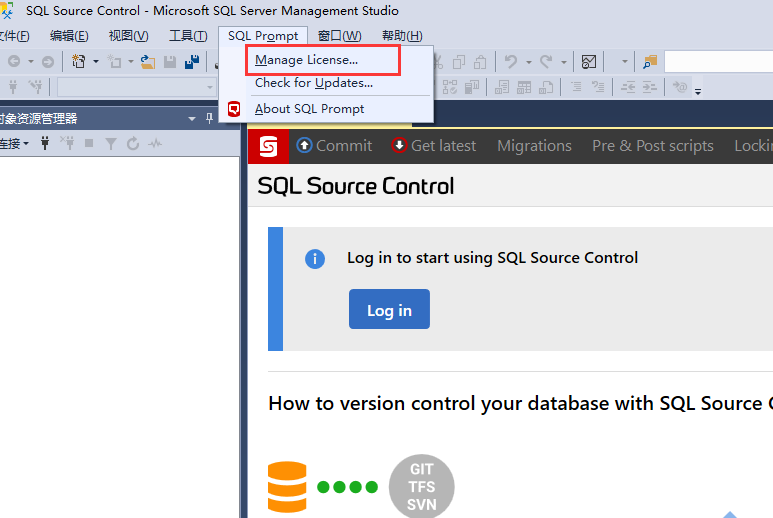 SQL Source Control - Microsoft SQL Server Management Studio
文件(F) 编辑(E) 视图(V) SQL Prompt 工具(T) 窗口(W) 帮助(H)
Manage License...
Check for Updates...
About SQL Prompt
对象资源管理器
连接
Commit Get latest Migrations Pre & Post scripts Lockin
SQL Source Control
Log in to start using SQL Source Control
Log in
How to version control your database with SQL Source C
GIT
TFS
SVN